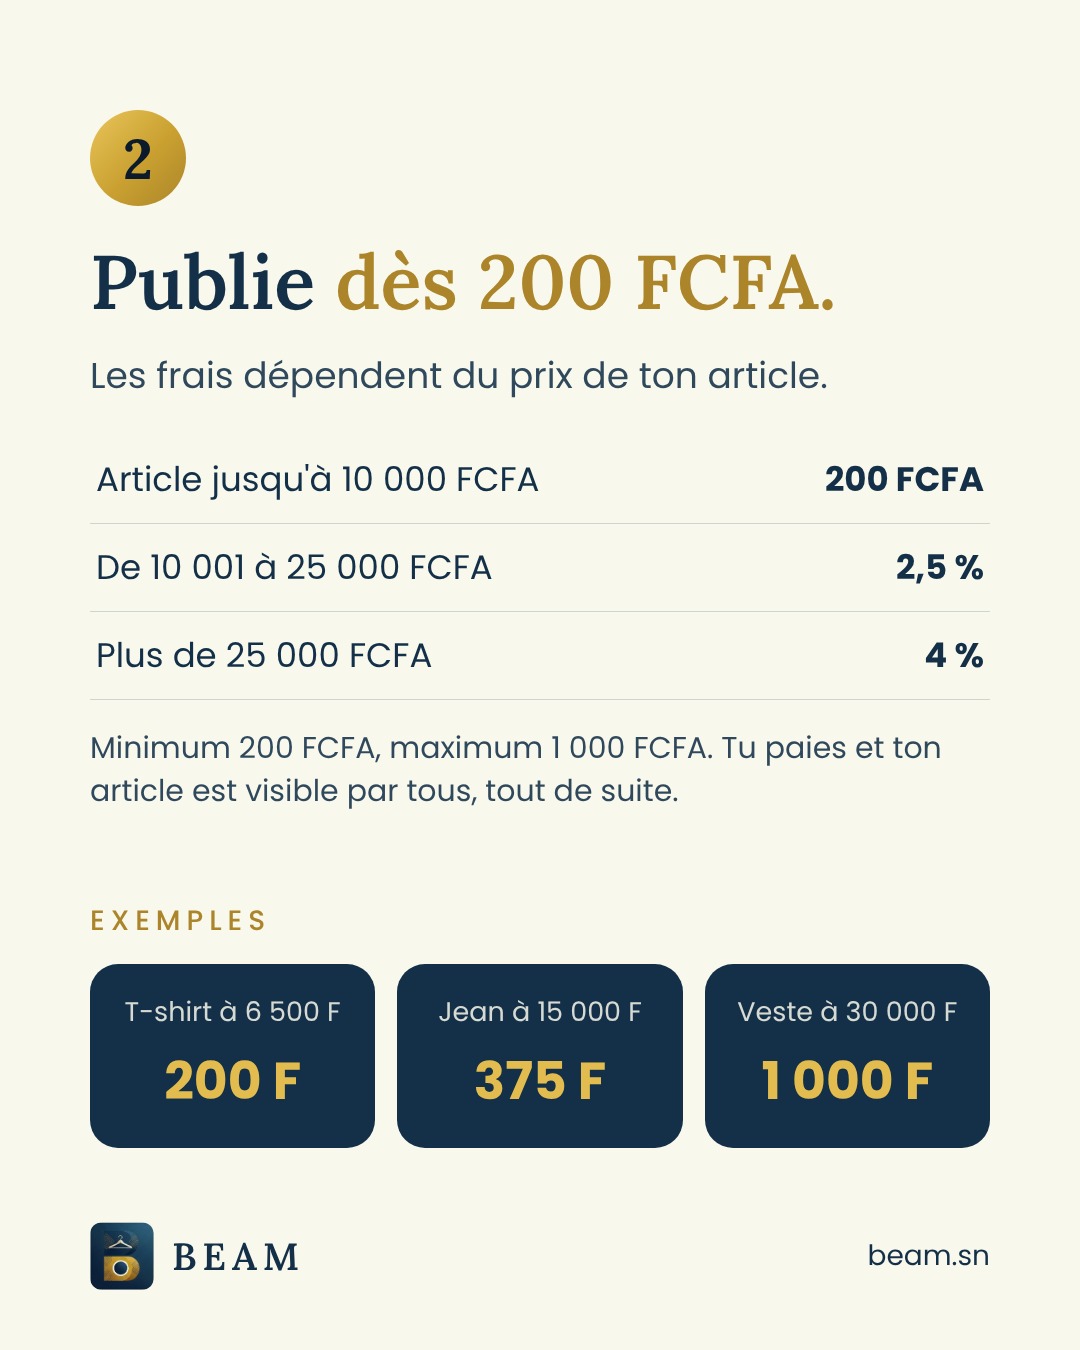 2
Publie dès 200 FCFA.
Les frais dépendent du prix de ton article.
Article jusqu'à 10 000 FCFA 200 FCFA
De 10 001 à 25 000 FCFA 2,5 %
Plus de 25 000 FCFA 4 %
Minimum 200 FCFA, maximum 1 000 FCFA. Tu paies et ton
article est visible par tous, tout de suite.
EXEMPLES
T-shirt à 6 500 F
200 F
Jean à 15 000 F
375 F
Veste à 30 000 F
1 000 F
BEAM
beam.sn